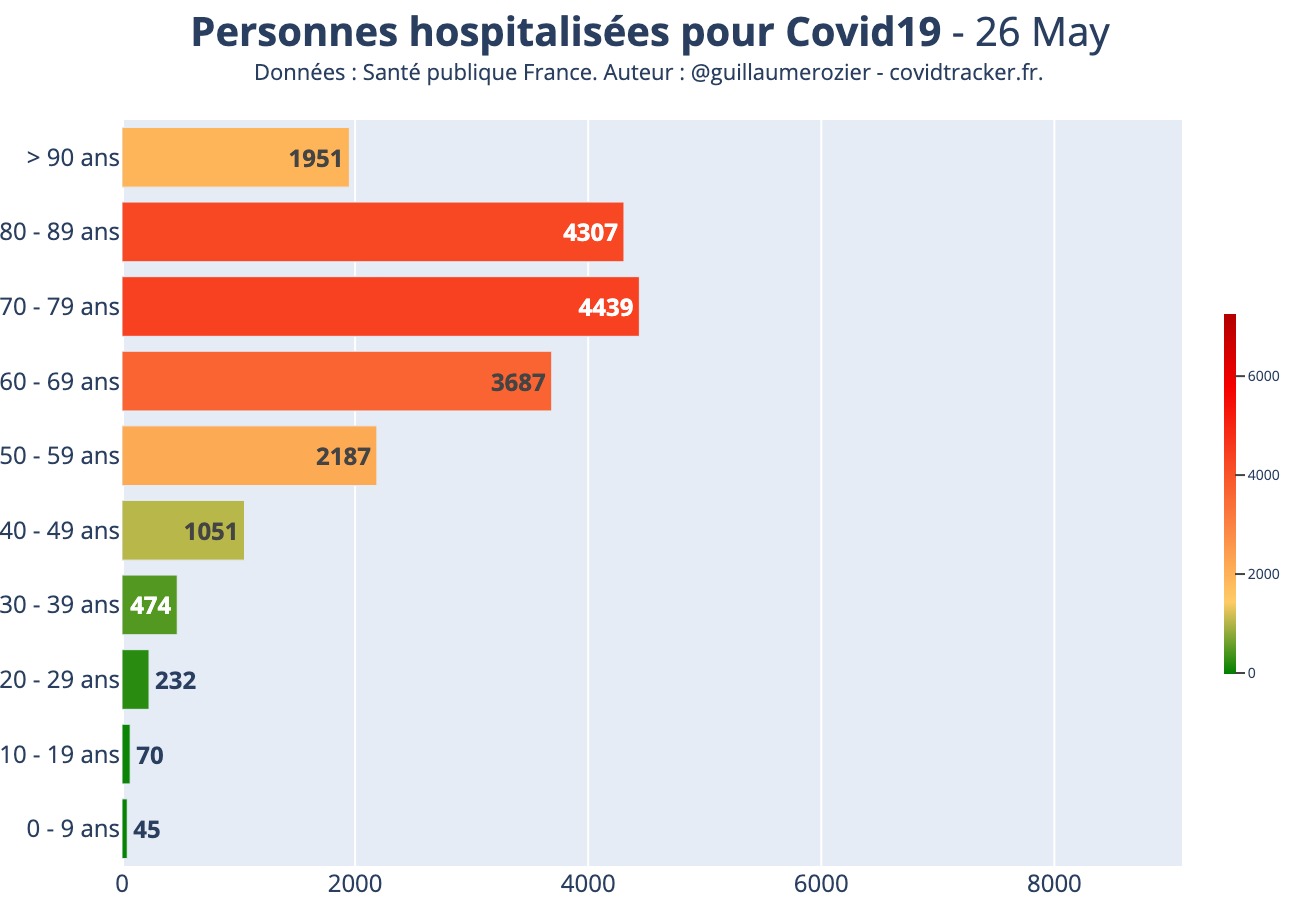 Personnes hospitalisées pour Covid19 - 26 May
Données : Santé publique France. Auteur : @guillaumerozier - covidtracker.fr.
> 90 ans 1951
80 - 89 ans 4307
70 - 79 ans 4439
60 - 69 ans 3687
50 - 59 ans 2187
40 - 49 ans 1051
30 - 39 ans 474
20 - 29 ans 232
10 - 19 ans 70
0 - 9 ans 45
0 2000 4000 6000 8000
6000
4000
2000
0